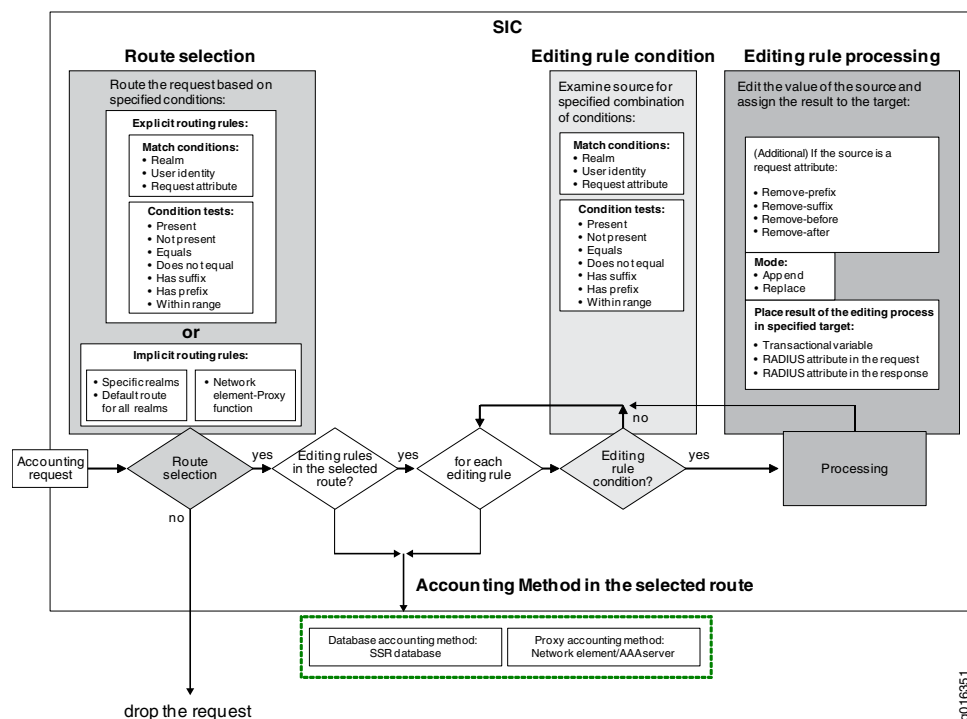 SIC
Route selection
Route the request based on
specified conditions:
Explicit routing rules:
Match conditions:
• Realm
• User identity
• Request attribute
Condition tests:
• Present
• Not present
• Equals
• Does not equal
• Has suffix
• Has prefix
• Within range
or
Implicit routing rules:
• Specific realms
• Default route
for all realms
• Network
element-Proxy
function
Editing rule condition
Examine source for
specified combination
of conditions:
Match conditions:
• Realm
• User identity
• Request attribute
Condition tests:
• Present
• Not present
• Equals
• Does not equal
• Has suffix
• Has prefix
• Within range
Editing rule processing
Edit the value of the source and
assign the result to the target:
(Additional) If the source is a
request attribute:
• Remove-prefix
• Remove-suffix
• Remove-before
• Remove-after
Mode:
• Append
• Replace
Place result of the editing process
in specified target:
• Transactional variable
• RADIUS attribute in the request
• RADIUS attribute in the response
Accounting
request
Route
selection
yes
no
Editing rules
in the selected
route?
yes
for each
editing rule
Editing
rule
condition?
no
yes
Processing
Accounting Method in the selected route
Database accounting method:
SSR database
Proxy accounting method:
Network element/AAA server
drop the request
g016351